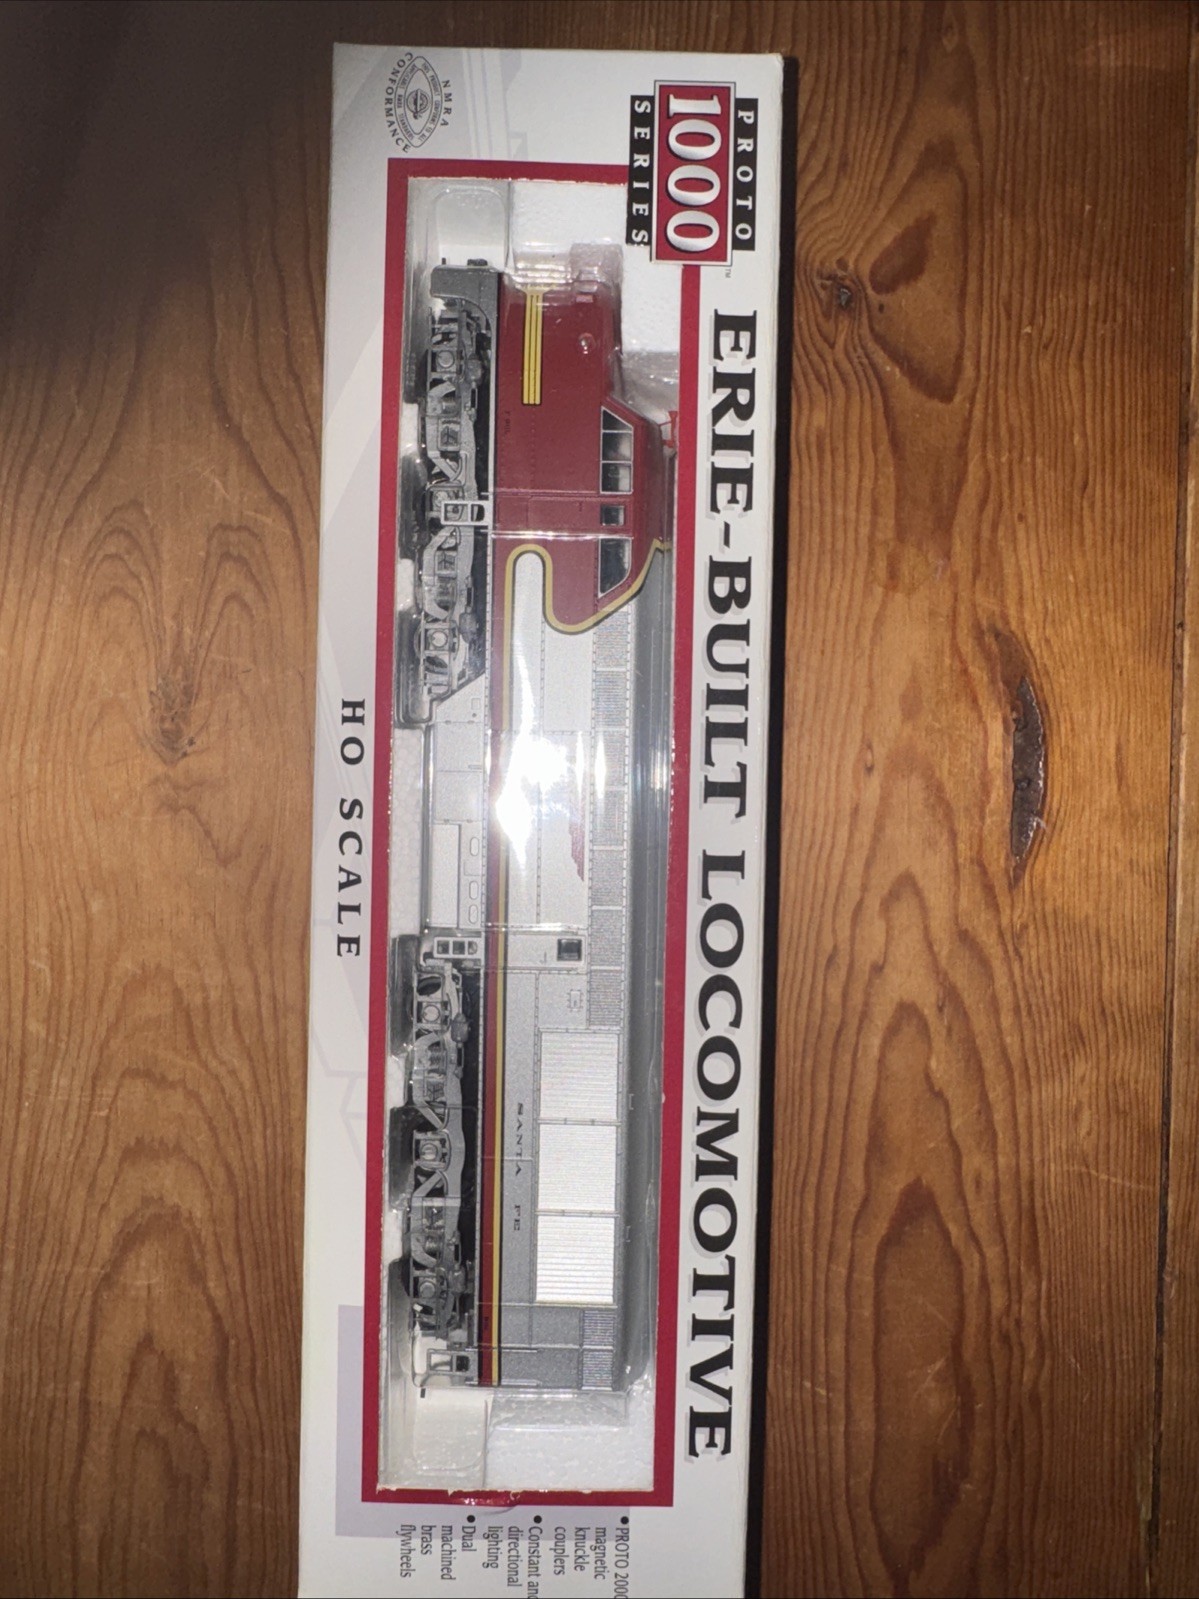 NMRA
CONFORMANCE
PROTO
1000
SERIES
™
ERIE-BUILT LOCOMOTIVE
SANTA FE
HO SCALE
• PROTO 2000
magnetic
knuckle
couplers
• Constant and
directional
lighting
• Dual
machined
brass
flywheels